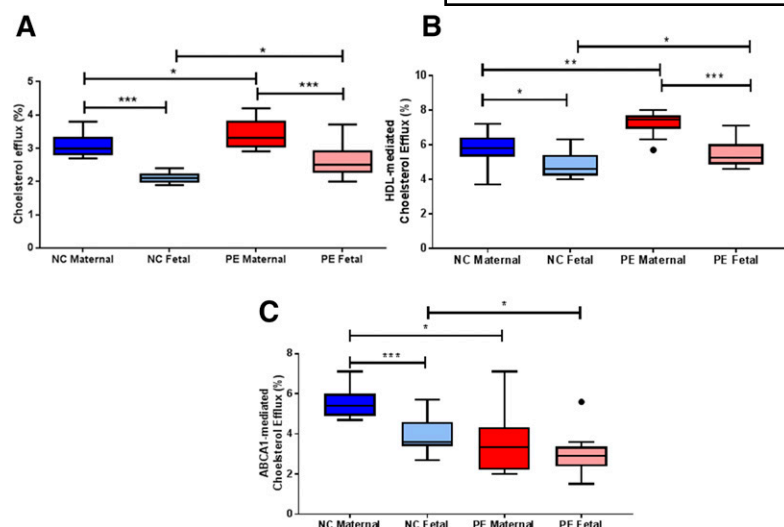 A
*
*
***
***
Choelsterol efflux (%)
5
4
3
2
1
0
NC Maternal NC Fetal PE Maternal PE Fetal
B
*
**
*
***
HDL-mediated
Choelsterol Efflux (%)
10
8
6
4
2
0
NC Maternal NC Fetal PE Maternal PE Fetal
C
*
*
***
ABCA1-mediated
Choelsterol Efflux (%)
8
6
4
2
0
NC Maternal NC Fetal PE Maternal PE Fetal